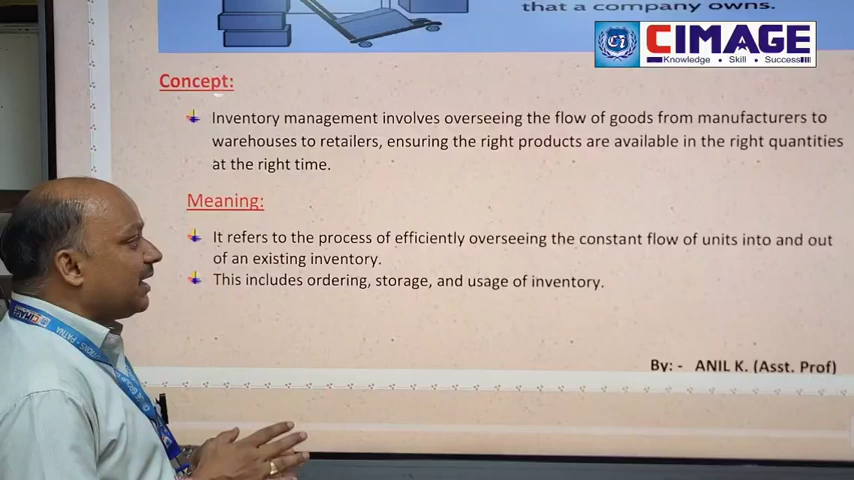 that a company owns.
CIMAGE
Knowledge • Skill • Success
Concept:
Inventory management involves overseeing the flow of goods from manufacturers to
warehouses to retailers, ensuring the right products are available in the right quantities
at the right time.
Meaning:
It refers to the process of efficiently overseeing the constant flow of units into and out
of an existing inventory.
This includes ordering, storage, and usage of inventory.
By: - ANIL K. (Asst. Prof)